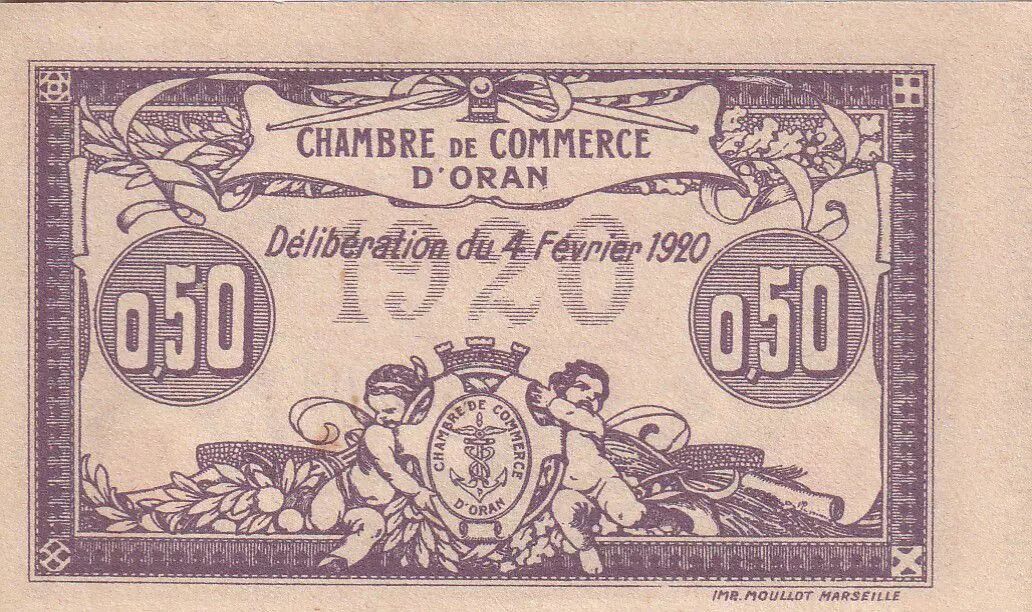 CHAMBRE DE COMMERCE
D'ORAN
Délibération du 4 Février 1920
1920
0,50
0,50
CHAMBRE DE COMMERCE
D'ORAN
IMP. MOULLOT MARSEILLE